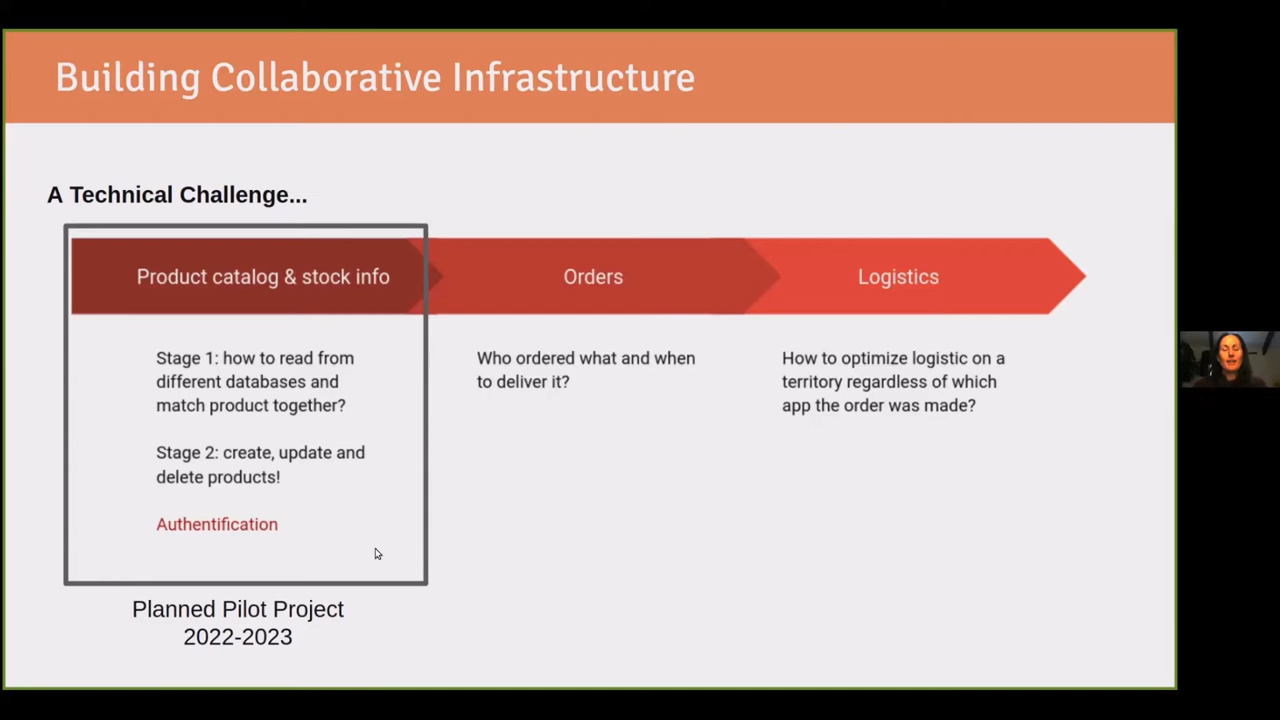 Building Collaborative Infrastructure
A Technical Challenge...
Product catalog & stock info
Orders
Logistics
Stage 1: how to read from
different databases and
match product together?
Stage 2: create, update and
delete products!
Authentification
Who ordered what and when
to deliver it?
How to optimize logistic on a
territory regardless of which
app the order was made?
Planned Pilot Project
2022-2023